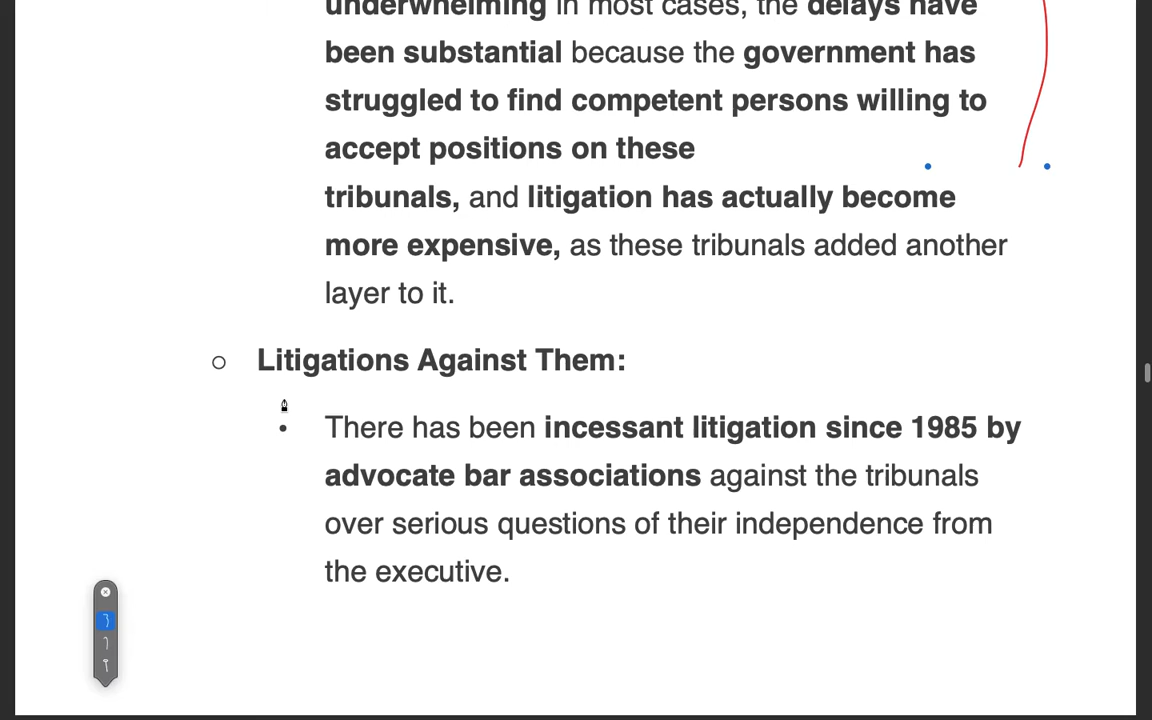 underwhelming in most cases, the delays have
been substantial because the government has
struggled to find competent persons willing to
accept positions on these
tribunals, and litigation has actually become
more expensive, as these tribunals added another
layer to it.
○ Litigations Against Them:
• There has been incessant litigation since 1985 by
advocate bar associations against the tribunals
over serious questions of their independence from
the executive.